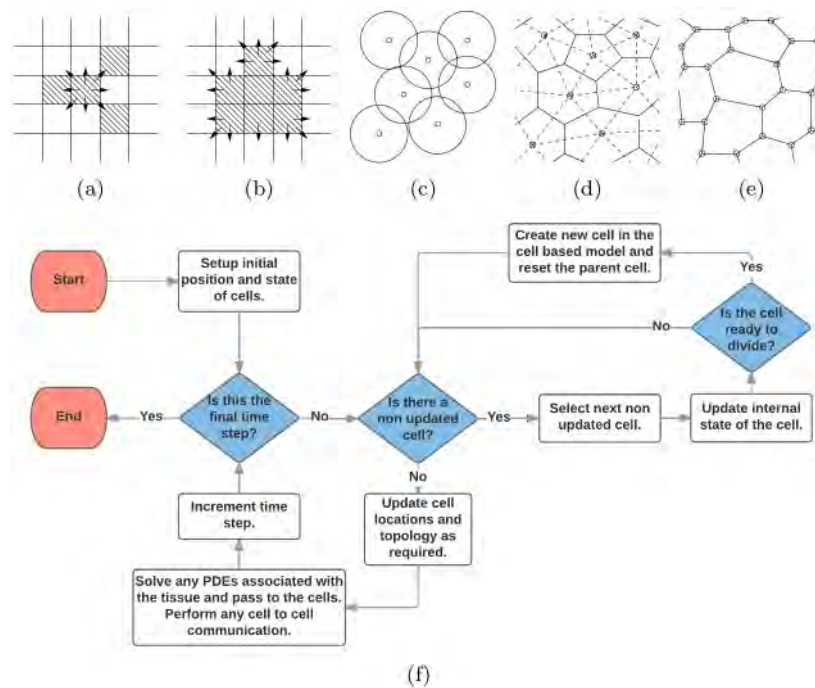 (a)
(b)
(c)
(d)
(e)
Start
Setup initial
position and state
of cells.
Create new cell in the
cell based model and
reset the parent cell.
Yes
Is the cell
ready to
divide?
No
End
Yes
Is this the
final time
step?
No
Is there a
non updated
cell?
Yes
Select next non
updated cell.
Update internal
state of the cell.
No
Increment time
step.
Update cell
locations and
topology as
required.
Solve any PDEs associated with
the tissue and pass to the cells.
Perform any cell to cell
communication.
(f)